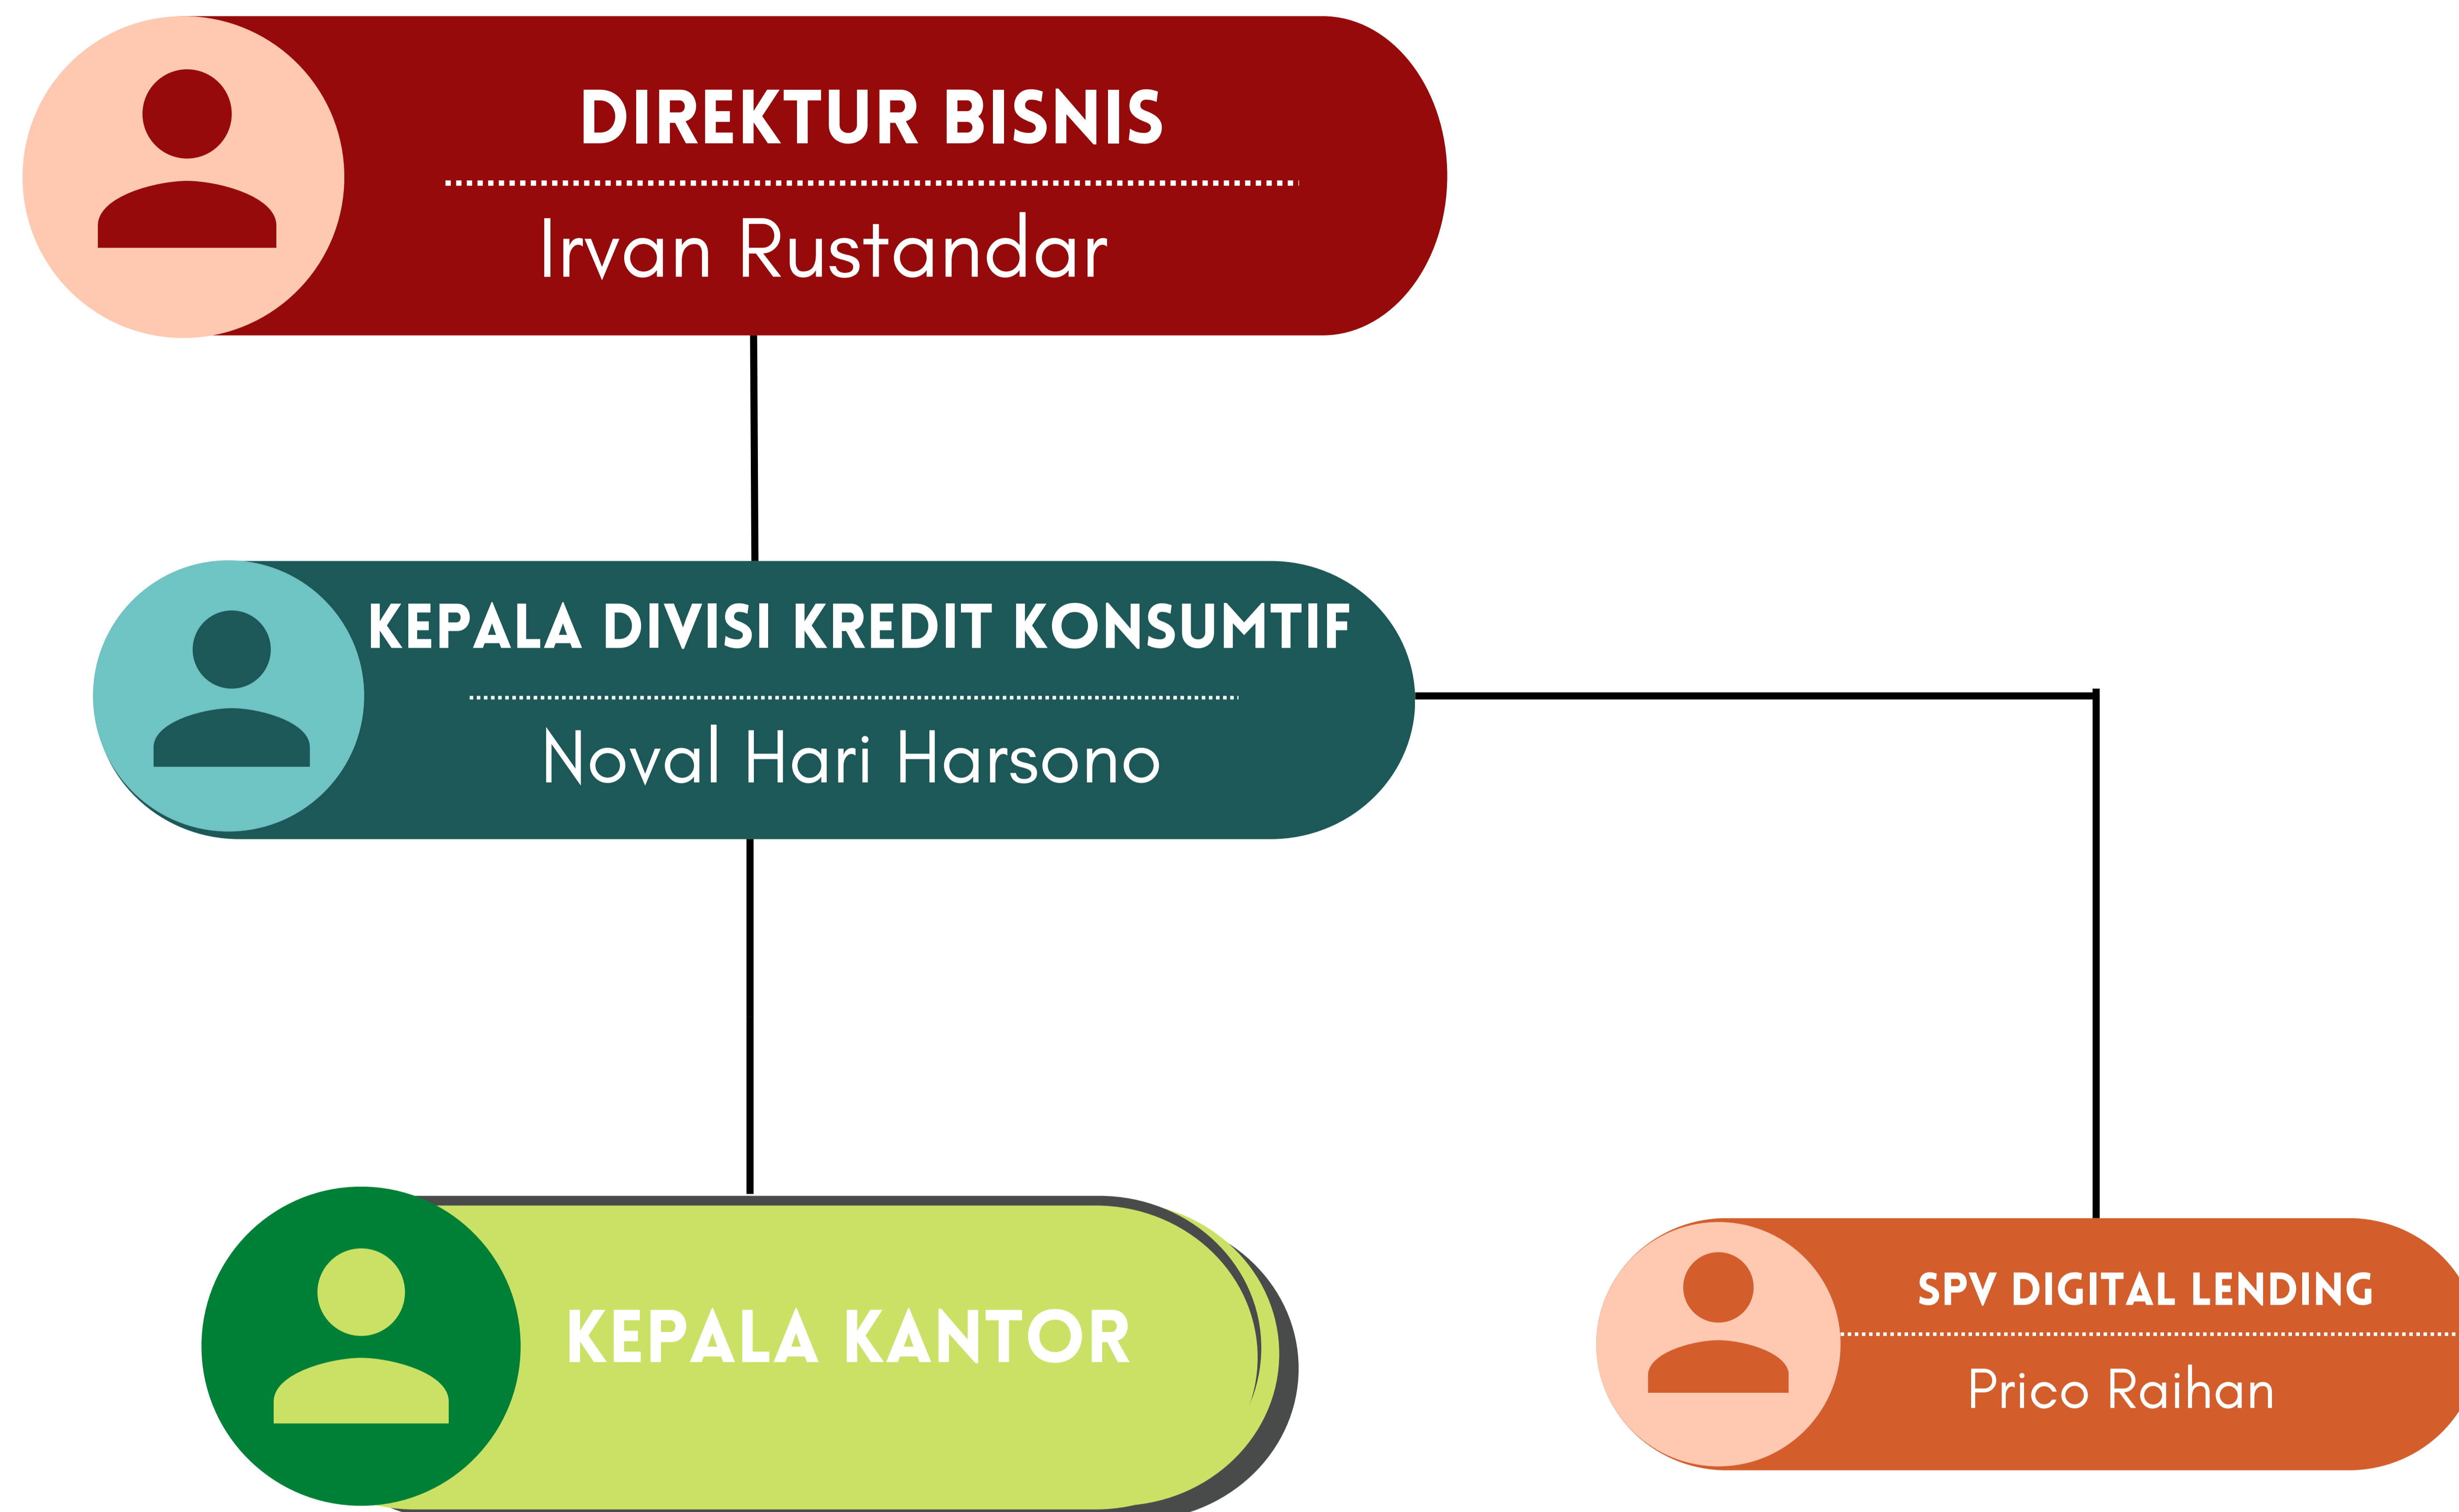 DIREKTUR BISNIS
Irvan Rustandar
KEPALA DIVISI KREDIT KONSUMTIF
Noval Hari Harsono
KEPALA KANTOR
SPV DIGITAL LENDING
Prico Raihan